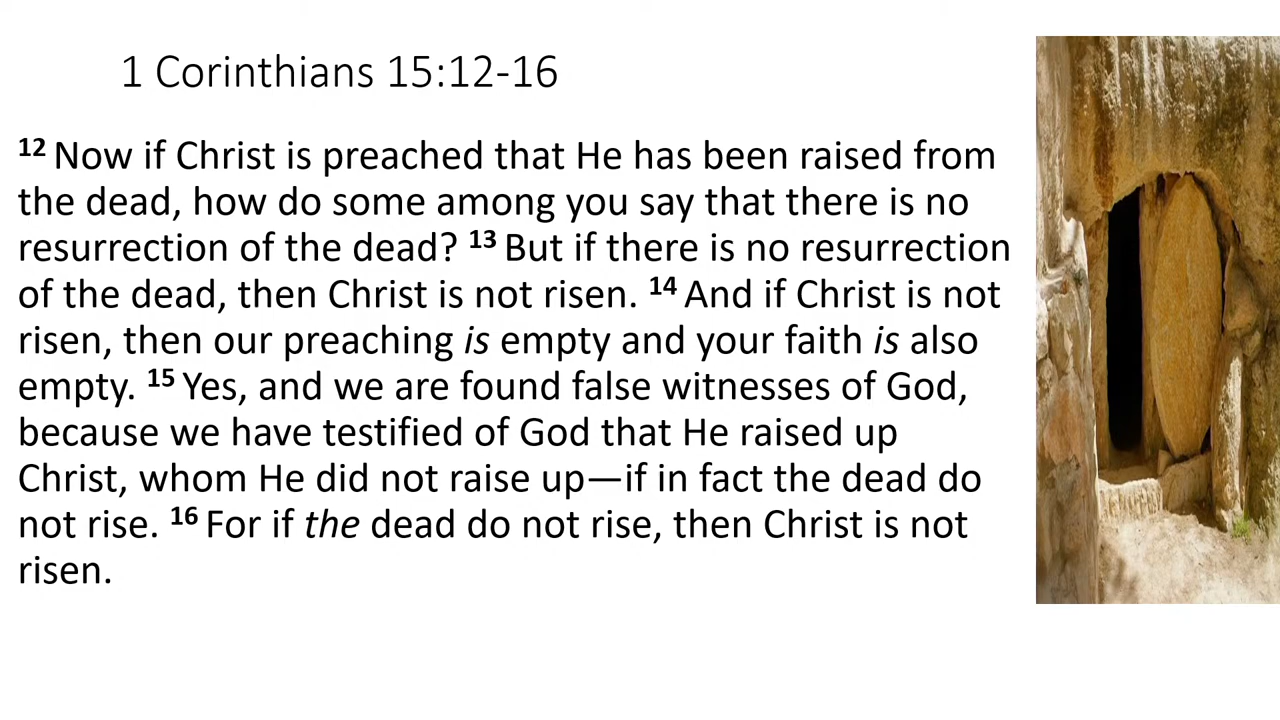 1 Corinthians 15:12-16
12 Now if Christ is preached that He has been raised from
the dead, how do some among you say that there is no
resurrection of the dead? 13 But if there is no resurrection
of the dead, then Christ is not risen. 14 And if Christ is not
risen, then our preaching is empty and your faith is also
empty. 15 Yes, and we are found false witnesses of God,
because we have testified of God that He raised up
Christ, whom He did not raise up—if in fact the dead do
not rise. 16 For if the dead do not rise, then Christ is not
risen.